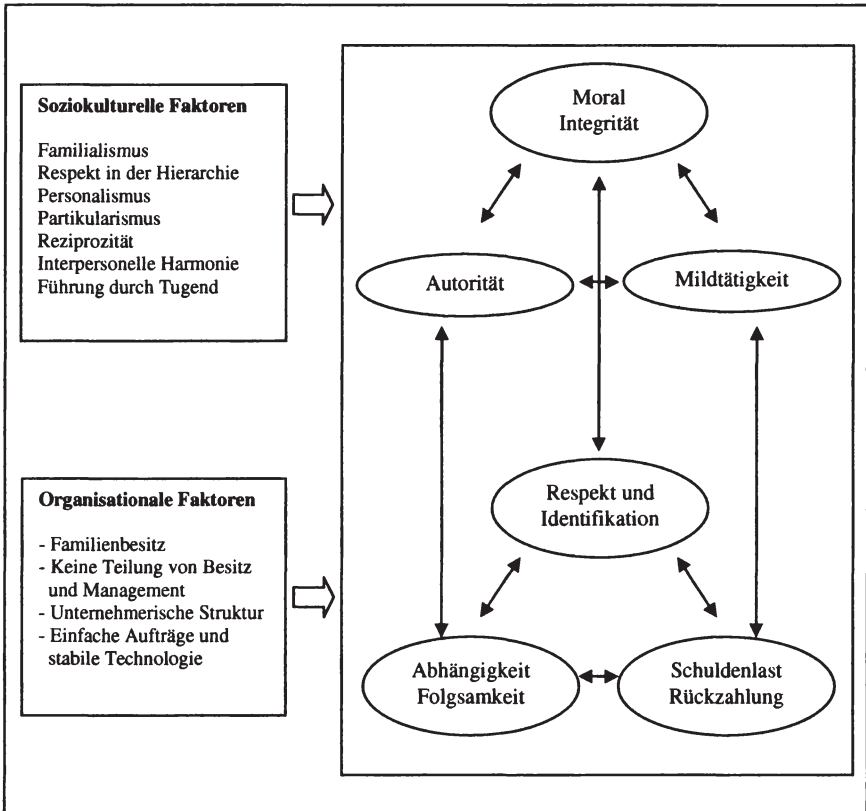 Soziokulturelle Faktoren
Familialismus
Respekt in der Hierarchie
Personalismus
Partikularismus
Reziprozität
Interpersonelle Harmonie
Führung durch Tugend
Organisationale Faktoren
- Familienbesitz
- Keine Teilung von Besitz
und Management
- Unternehmerische Struktur
- Einfache Aufträge und
stabile Technologie
Moral
Integrität
Autorität
Mildtätigkeit
Respekt und
Identifikation
Abhängigkeit
Folgsamkeit
Schuldenlast
Rückzahlung